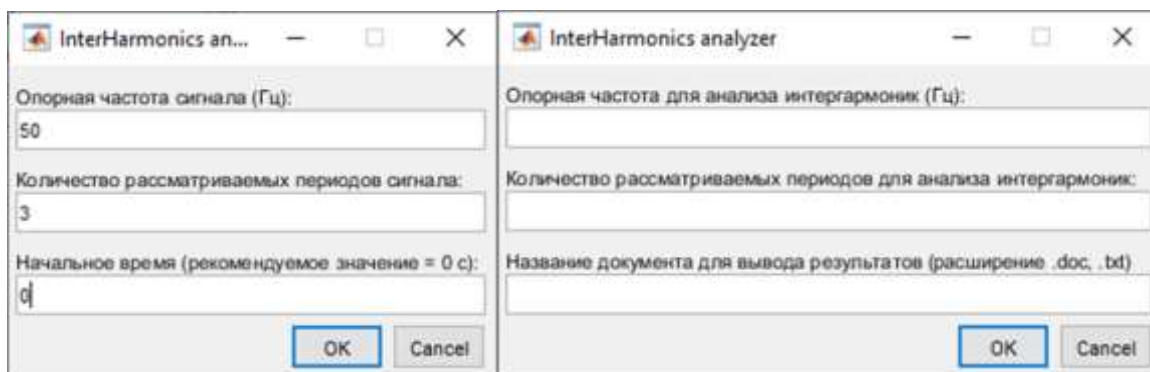 InterHarmonics an...
Опорная частота сигнала (Гц):
50
Количество рассматриваемых периодов сигнала:
3
Начальное время (рекомендуемое значение = 0 с):
0
OK Cancel
InterHarmonics analyzer
Опорная частота для анализа интергармоник (Гц):
Количество рассматриваемых периодов для анализа интергармоник:
Название документа для вывода результатов (расширение .doc, .txt)
OK Cancel